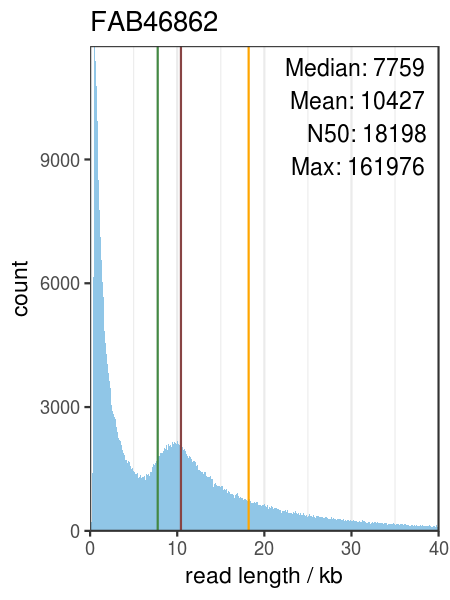 FAB46862
Median: 7759
Mean: 10427
N50: 18198
Max: 161976
9000
6000
3000
0
count
0 10 20 30 40
read length / kb